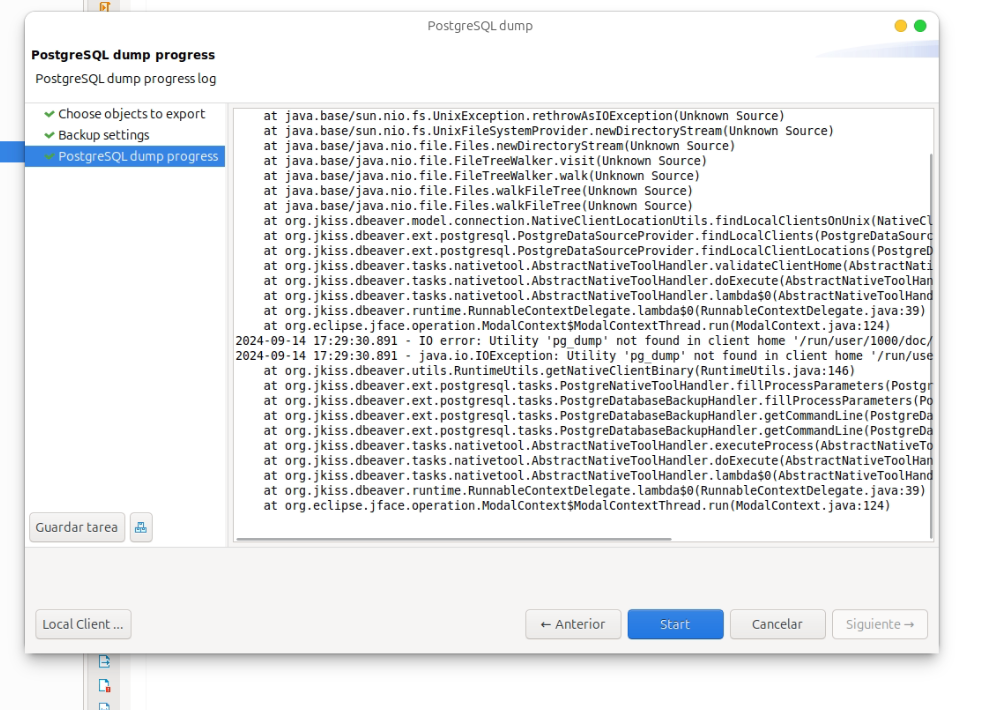 PostgreSQL dump
PostgreSQL dump progress
PostgreSQL dump progress log
Choose objects to export
Backup settings
PostgreSQL dump progress
at java.base/sun.nio.fs.UnixException.rethrowAsIOException(Unknown Source)
at java.base/sun.nio.fs.UnixFileSystemProvider.newDirectoryStream(Unknown Source)
at java.base/java.nio.file.Files.newDirectoryStream(Unknown Source)
at java.base/java.nio.file.FileTreeWalker.visit(Unknown Source)
at java.base/java.nio.file.FileTreeWalker.walk(Unknown Source)
at java.base/java.nio.file.Files.walkFileTree(Unknown Source)
at java.base/java.nio.file.Files.walkFileTree(Unknown Source)
at org.jkiss.dbeaver.model.connection.NativeClientLocationUtils.findLocalClientsOnUnix(NativeCl
at org.jkiss.dbeaver.ext.postgresql.PostgreDataSourceProvider.findLocalClients(PostgreDataSourc
at org.jkiss.dbeaver.ext.postgresql.PostgreDataSourceProvider.findLocalClientLocations(PostgreD
at org.jkiss.dbeaver.tasks.nativetool.AbstractNativeToolHandler.validateClientHome(AbstractNati
at org.jkiss.dbeaver.tasks.nativetool.AbstractNativeToolHandler.doExecute(AbstractNativeToolHan
at org.jkiss.dbeaver.tasks.nativetool.AbstractNativeToolHandler.lambda$0(AbstractNativeToolHand
at org.jkiss.dbeaver.runtime.RunnableContextDelegate.lambda$0(RunnableContextDelegate.java:39)
at org.eclipse.jface.operation.ModalContext$ModalContextThread.run(ModalContext.java:124)
2024-09-14 17:29:30.891 - IO error: Utility 'pg_dump' not found in client home '/run/user/1000/doc/
2024-09-14 17:29:30.891 - java.io.IOException: Utility 'pg_dump' not found in client home '/run/use
at org.jkiss.dbeaver.utils.RuntimeUtils.getNativeClientBinary(RuntimeUtils.java:146)
at org.jkiss.dbeaver.ext.postgresql.tasks.PostgreNativeToolHandler.fillProcessParameters(Postgr
at org.jkiss.dbeaver.ext.postgresql.tasks.PostgreDatabaseBackupHandler.fillProcessParameters(Po
at org.jkiss.dbeaver.ext.postgresql.tasks.PostgreDatabaseBackupHandler.getCommandLine(PostgreDa
at org.jkiss.dbeaver.ext.postgresql.tasks.PostgreDatabaseBackupHandler.getCommandLine(PostgreDa
at org.jkiss.dbeaver.tasks.nativetool.AbstractNativeToolHandler.executeProcess(AbstractNativeTo
at org.jkiss.dbeaver.tasks.nativetool.AbstractNativeToolHandler.doExecute(AbstractNativeToolHan
at org.jkiss.dbeaver.tasks.nativetool.AbstractNativeToolHandler.lambda$0(AbstractNativeToolHand
at org.jkiss.dbeaver.runtime.RunnableContextDelegate.lambda$0(RunnableContextDelegate.java:39)
at org.eclipse.jface.operation.ModalContext$ModalContextThread.run(ModalContext.java:124)
Guardar tarea
Local Client ...
← Anterior
Start
Cancelar
Siguiente →